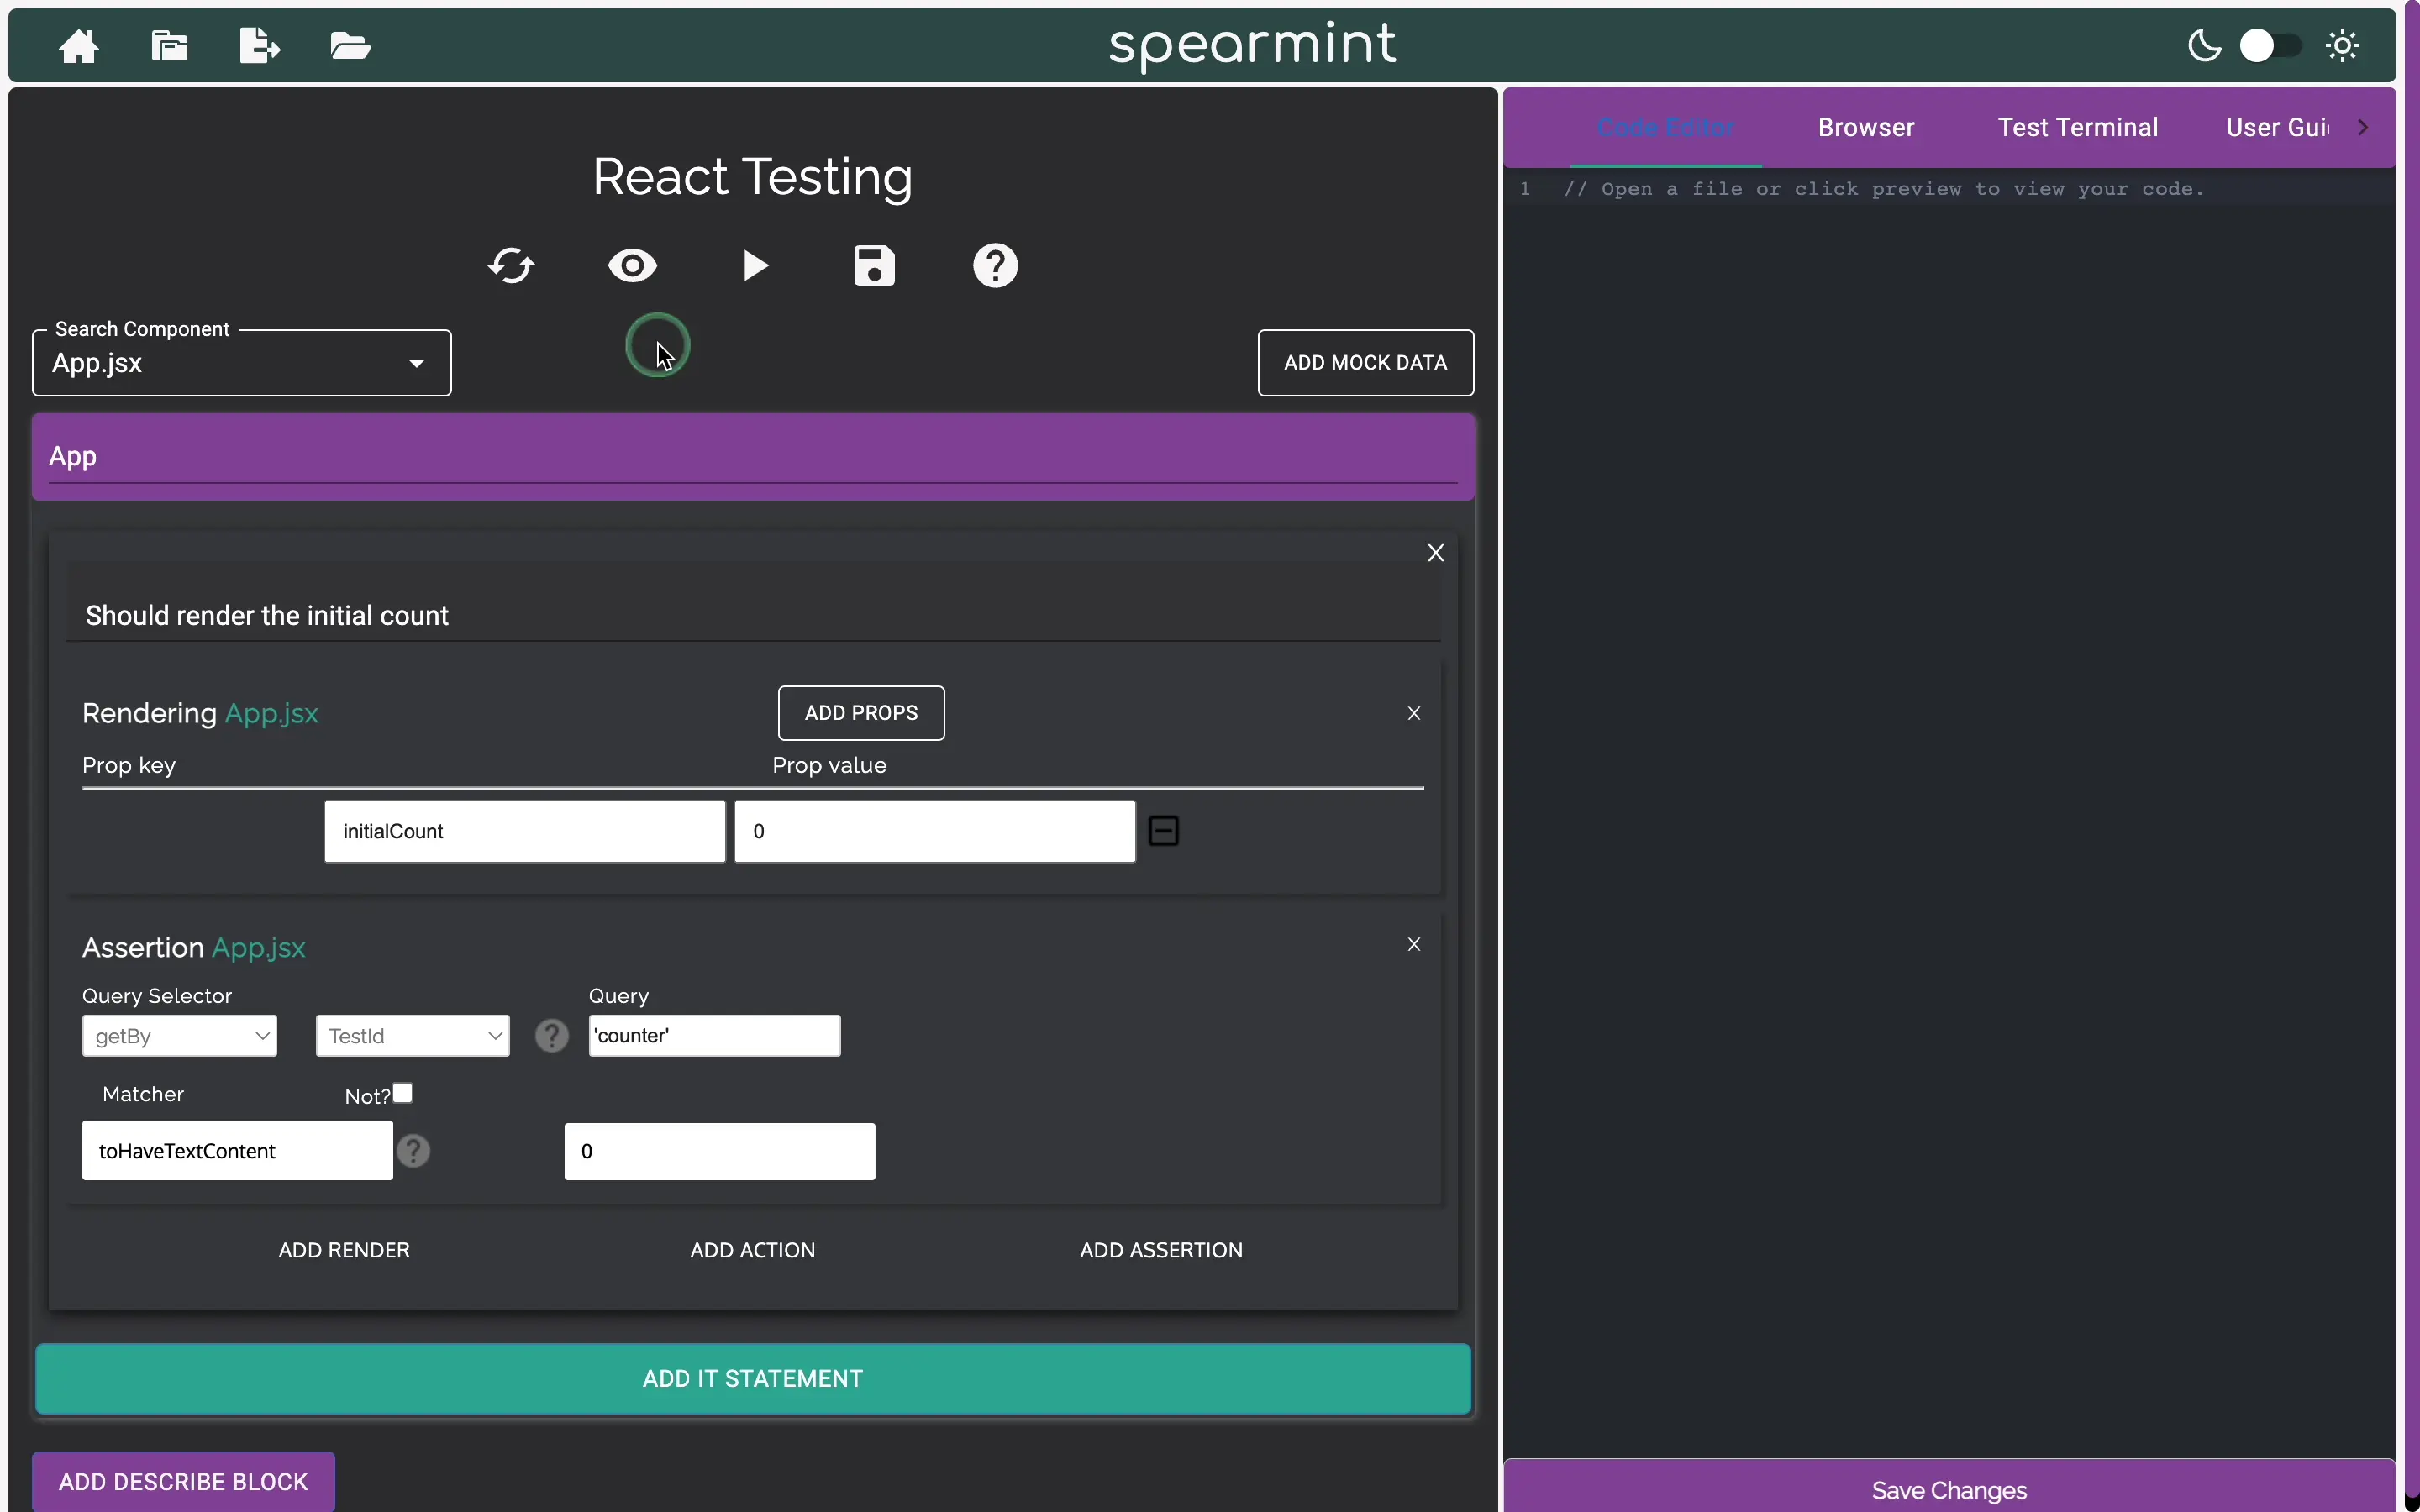 spearmint
React Testing
Search Component
App.jsx
ADD MOCK DATA
App
X
Should render the initial count
Rendering App.jsx
ADD PROPS
X
Prop key
Prop value
initialCount
0
Assertion App.jsx
X
Query Selector
Query
getBy
TestId
?
'counter'
Matcher
Not?
toHaveTextContent
?
0
ADD RENDER
ADD ACTION
ADD ASSERTION
ADD IT STATEMENT
ADD DESCRIBE BLOCK
Code Editor
Browser
Test Terminal
User Gui
1 // Open a file or click preview to view your code.
Save Changes